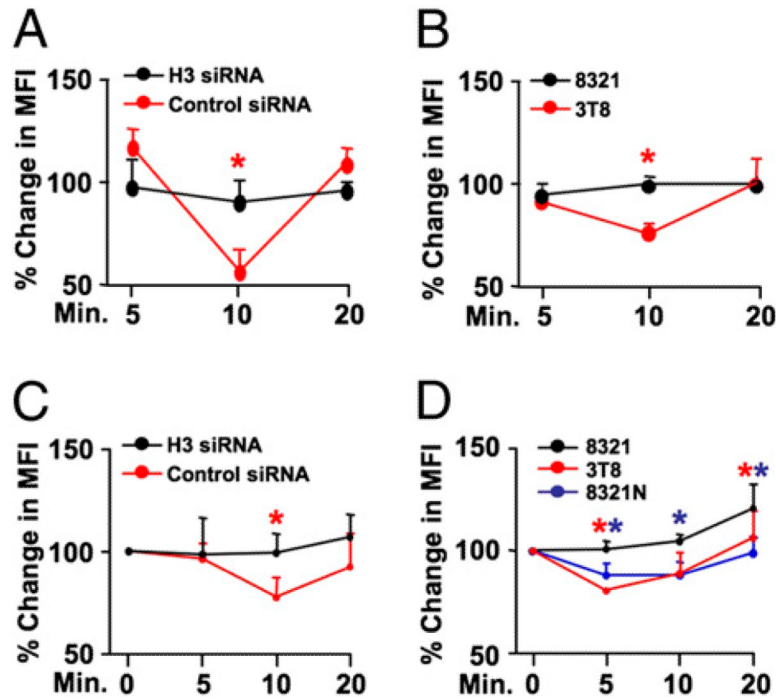 A
% Change in MFI
150
100
50
H3 siRNA
Control siRNA
*
Min. 5 10 20
B
% Change in MFI
150
100
50
8321
3T8
*
Min. 5 10 20
C
% Change in MFI
150
100
50
H3 siRNA
Control siRNA
*
Min. 0 5 10 20
D
% Change in MFI
150
100
50
8321
3T8
8321N
**
*
**
Min. 0 5 10 20